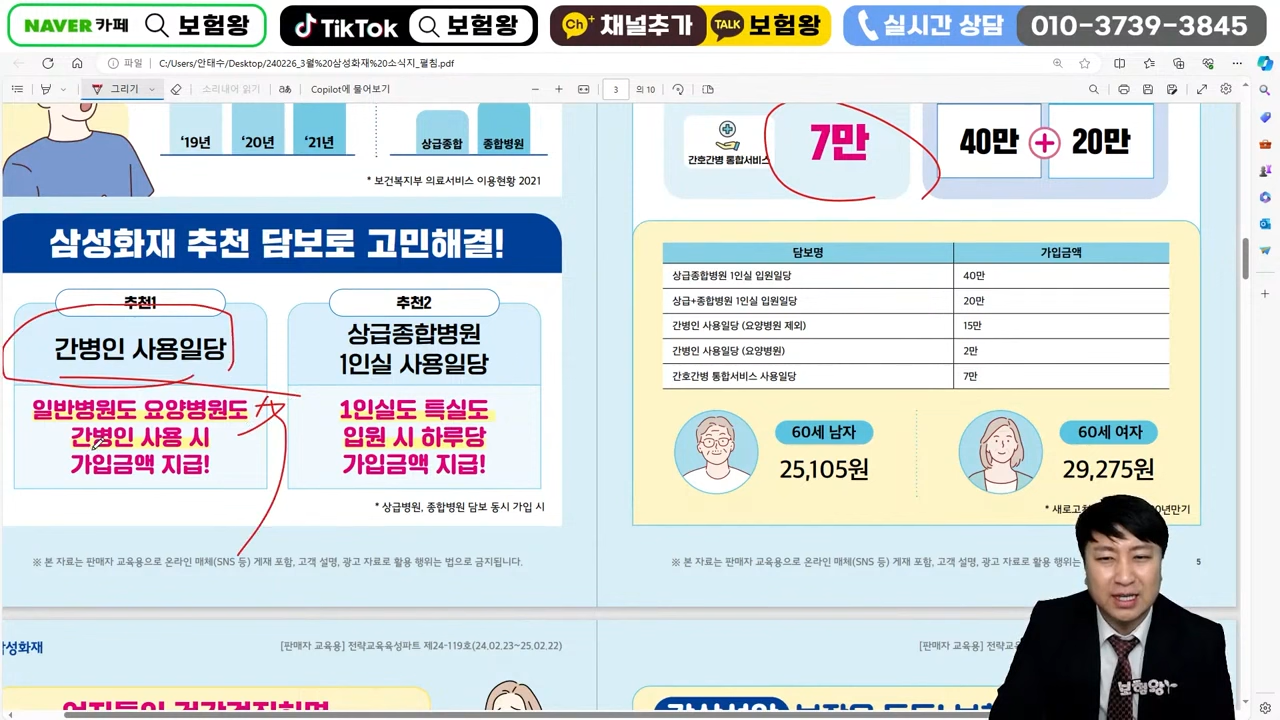 NAVER 카페 보험왕
TikTok 보험왕
Ch+ 채널추가 TALK 보험왕
실시간 상담 010-3739-3845
파일 C:/Users/안태수/Desktop/240226_3월%20삼성화재%20소식지_펼침.pdf
그리기 소리내어 읽기 aあ Copilot에 물어보기 3 의 10
'19년 '20년 '21년 상급종합 종합병원
* 보건복지부 의료서비스 이용현황 2021
삼성화재 추천 담보로 고민해결!
추천1
간병인 사용일당
일반병원도 요양병원도
간병인 사용 시
가입금액 지급!
추천2
상급종합병원
1인실 사용일당
1인실도 특실도
입원 시 하루당
가입금액 지급!
* 상급병원, 종합병원 담보 동시 가입 시
※ 본 자료는 판매자 교육용으로 온라인 매체(SNS 등) 게재 포함, 고객 설명, 광고 자료로 활용 행위는 법으로 금지됩니다.
간호간병 통합서비스 7만
40만 + 20만
담보명 가입금액
상급종합병원 1인실 입원일당 40만
상급+종합병원 1인실 입원일당 20만
간병인 사용일당 (요양병원 제외) 15만
간병인 사용일당 (요양병원) 2만
간호간병 통합서비스 사용일당 7만
60세 남자
25,105원
60세 여자
29,275원
* 새로고
년만기
※ 본 자료는 판매자 교육용으로 온라인 매체(SNS 등) 게재 포함, 고객 설명, 광고 자료로 활용 행위는
5
삼성화재
[판매자 교육용] 전략교육육성파트 제24-119호(24.02.23~25.02.22)
[판매자 교육용] 전략교육육성파트
보험왕